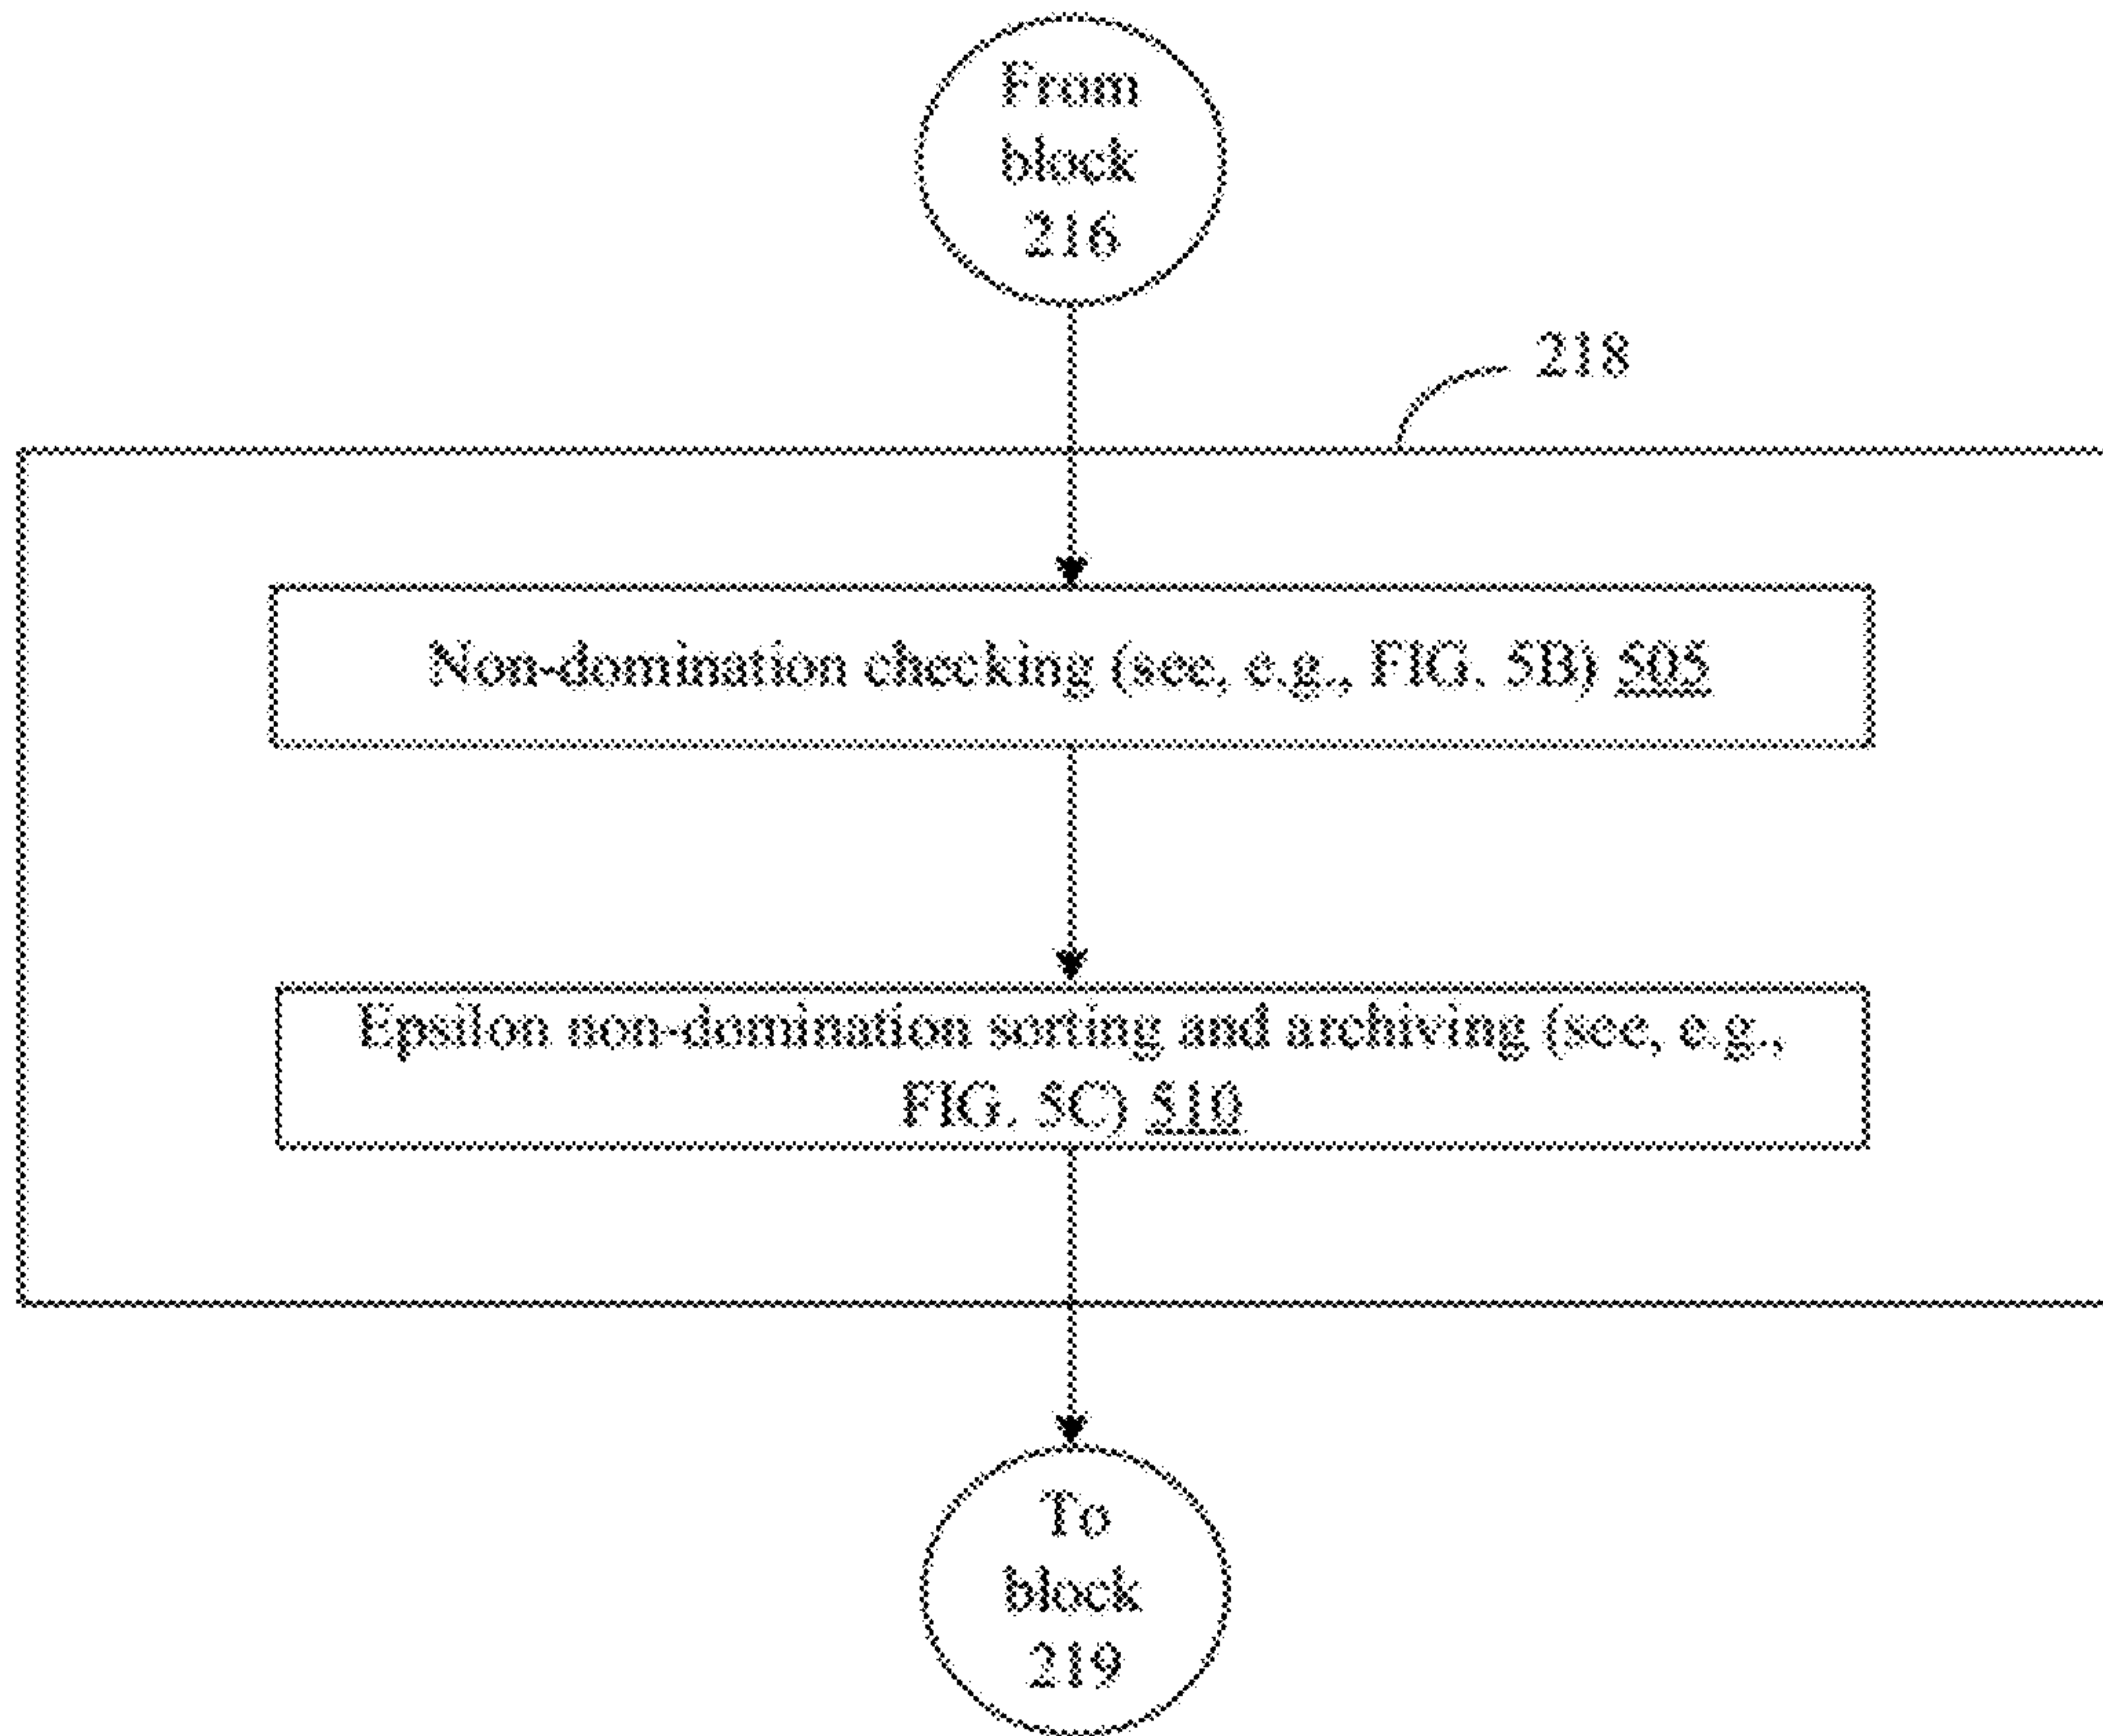 From
block
216
218
Non-domination checking (see, e.g., FIG. 5B) 505
Epsilon non-domination sorting and archiving (see, e.g.,
FIG. 5C) 510
To
block
219